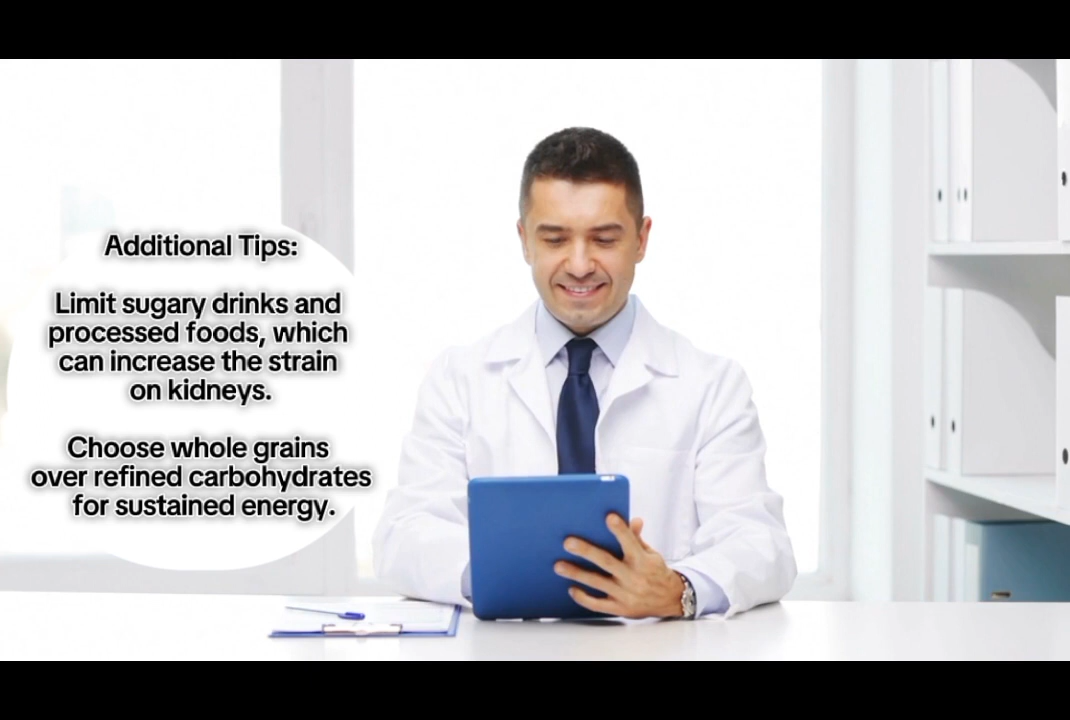 Additional Tips:
Limit sugary drinks and
processed foods, which
can increase the strain
on kidneys.
Choose whole grains
over refined carbohydrates
for sustained energy.